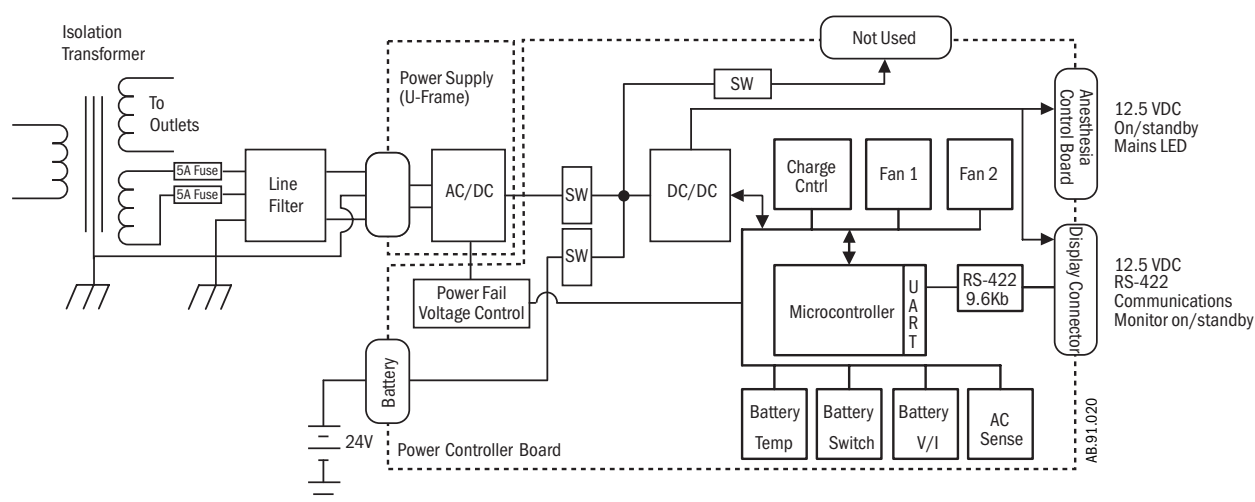 Isolation
Transformer
To
Outlets
5A Fuse
5A Fuse
Line
Filter
Power Supply
(U-Frame)
AC/DC
SW
SW
SW
Not Used
DC/DC
Charge
Cntrl
Fan 1
Fan 2
Anesthesia
Control Board
12.5 VDC
On/standby
Mains LED
Power Fail
Voltage Control
Microcontroller
UART
RS-422
9.6Kb
Display Connector
12.5 VDC
RS-422
Communications
Monitor on/standby
Battery
24V
Power Controller Board
Battery
Temp
Battery
Switch
Battery
V/I
AC
Sense
AB.91.020